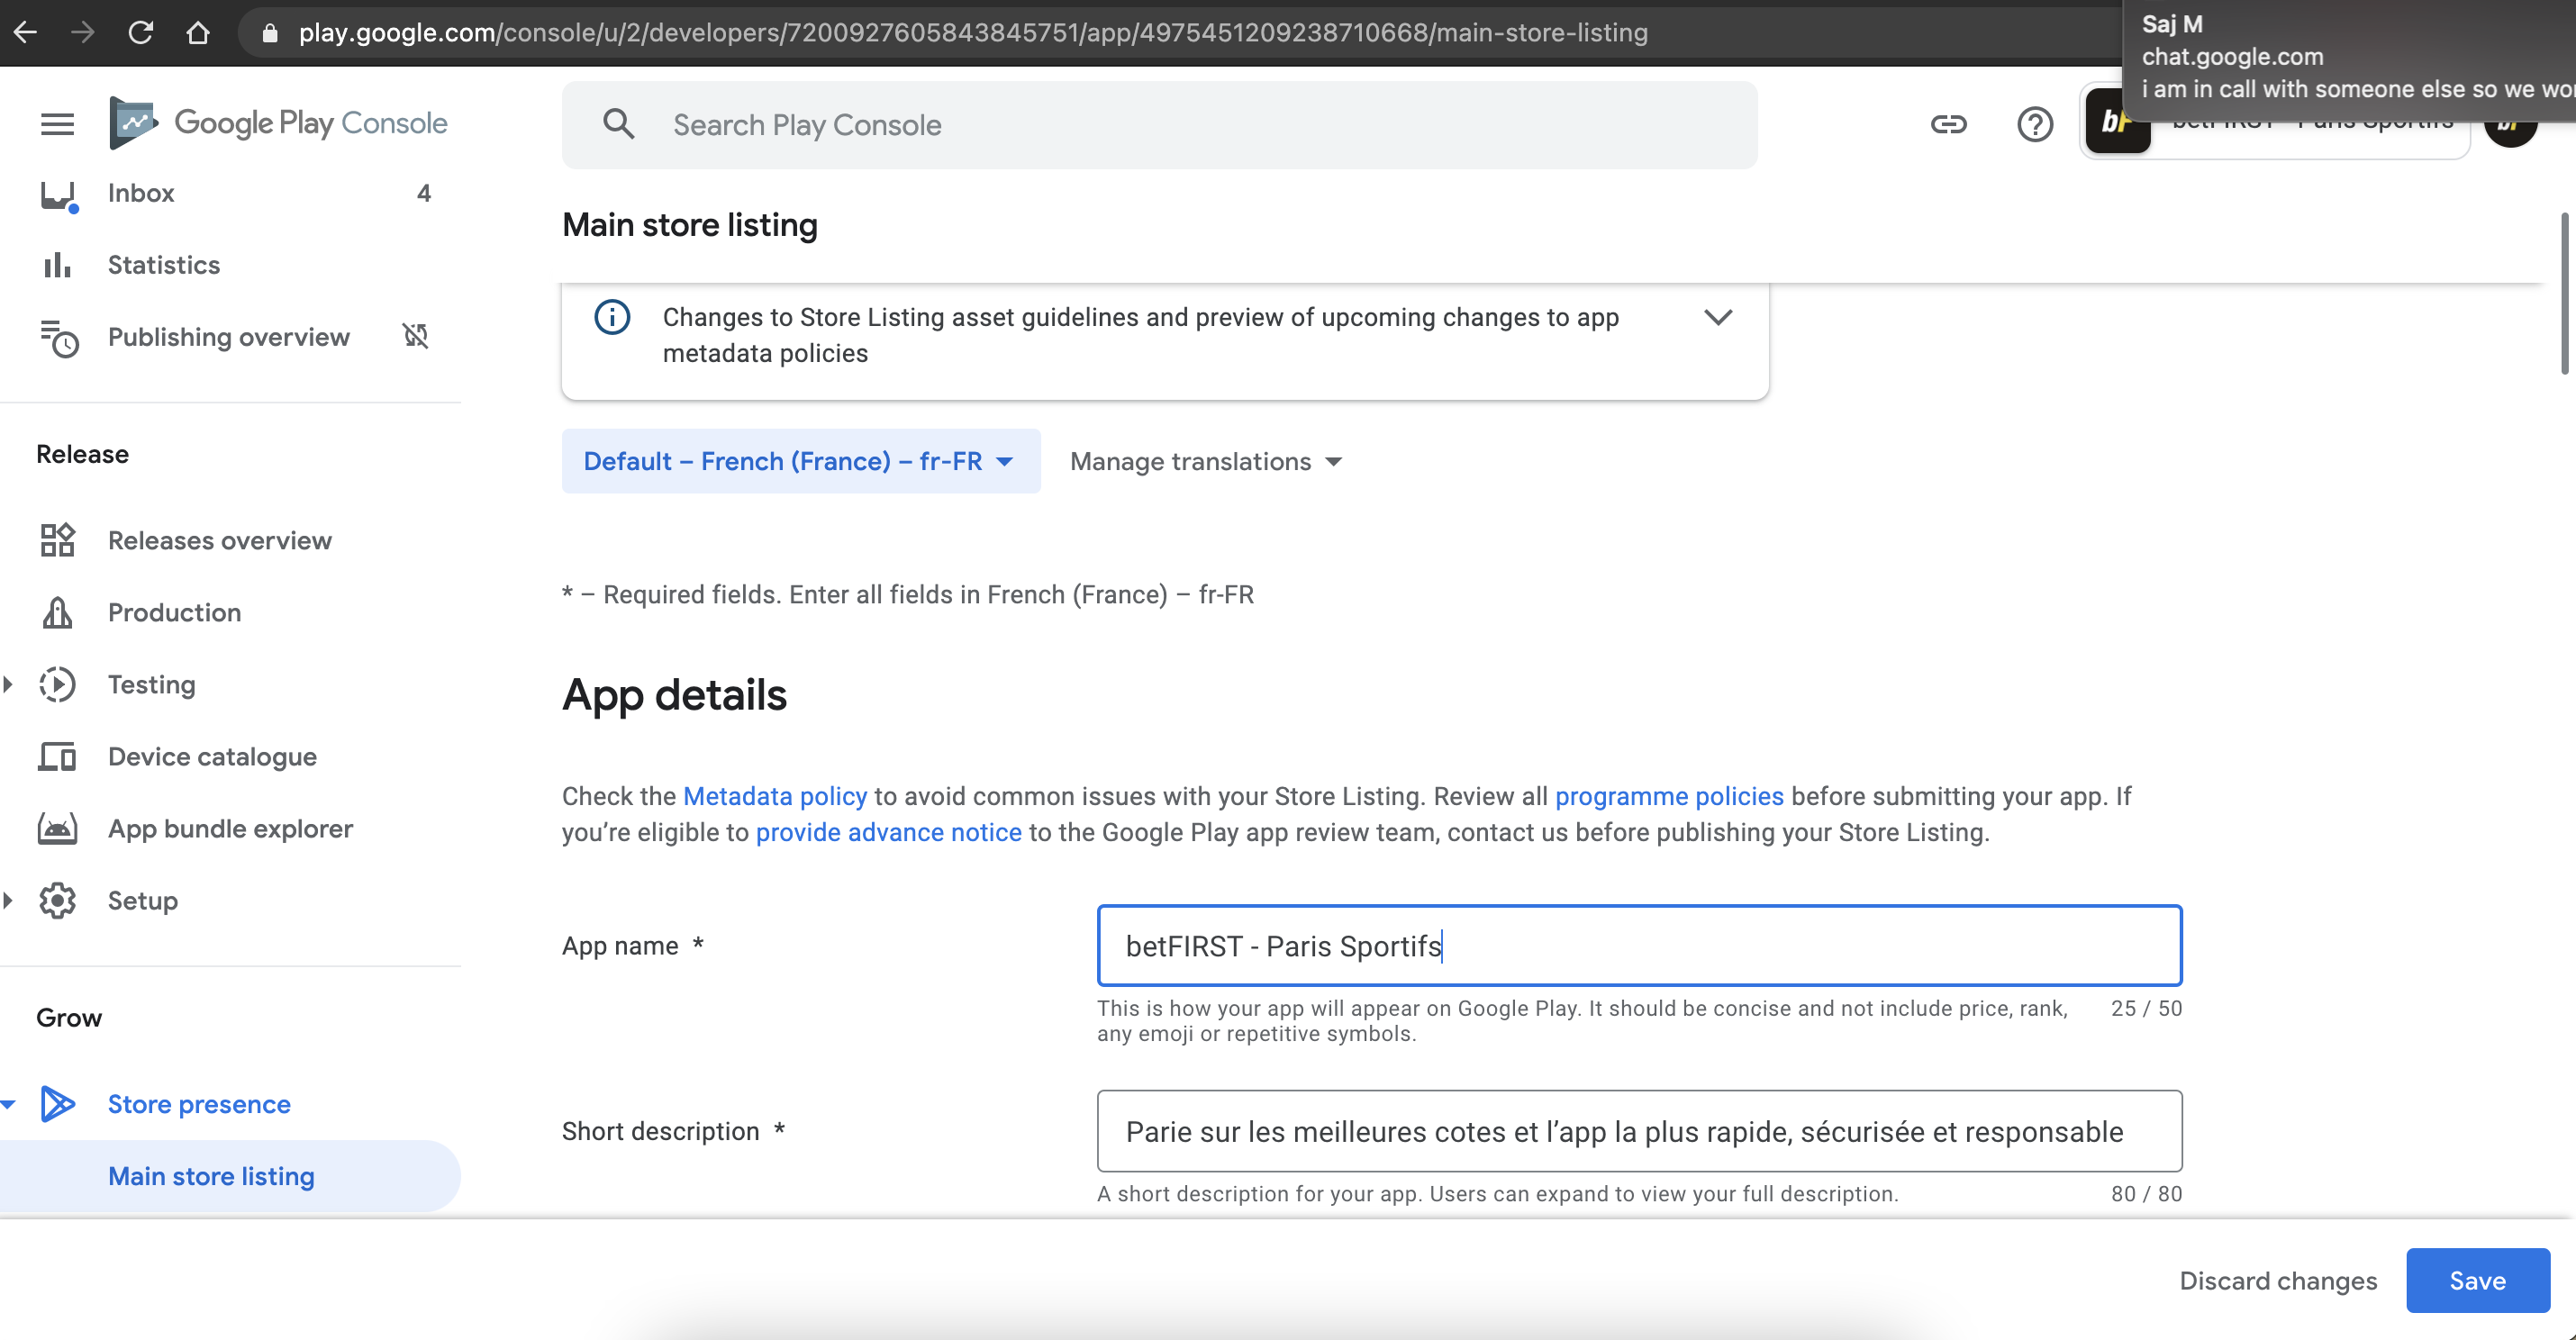 play.google.com/console/u/2/developers/7200927605843845751/app/4975451209238710668/main-store-listing
Saj M
chat.google.com
i am in call with someone else so we
Google Play Console
Search Play Console
bF
betFIRST - Paris Sportifs
bF
Inbox 4
Statistics
Publishing overview
Release
Releases overview
Production
Testing
Device catalogue
App bundle explorer
Setup
Grow
Store presence
Main store listing
Main store listing
Changes to Store Listing asset guidelines and preview of upcoming changes to app
metadata policies
Default – French (France) – fr-FR
Manage translations
* – Required fields. Enter all fields in French (France) – fr-FR
App details
Check the Metadata policy to avoid common issues with your Store Listing. Review all programme policies before submitting your app. If
you’re eligible to provide advance notice to the Google Play app review team, contact us before publishing your Store Listing.
App name *
betFIRST - Paris Sportifs
This is how your app will appear on Google Play. It should be concise and not include price, rank, 25 / 50
any emoji or repetitive symbols.
Short description *
Parie sur les meilleures cotes et l’app la plus rapide, sécurisée et responsable
A short description for your app. Users can expand to view your full description. 80 / 80
Discard changes
Save